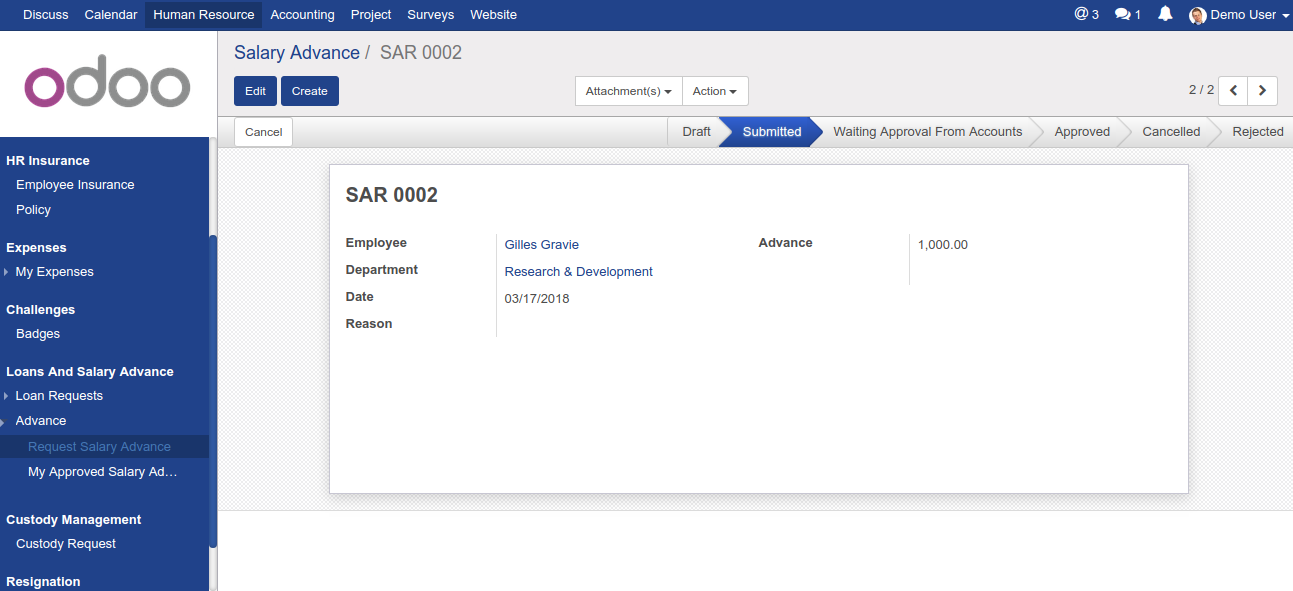 Discuss Calendar Human Resource Accounting Project Surveys Website @ 3 1 Demo User
odoo
Salary Advance / SAR 0002
Edit Create Attachment(s) Action 2 / 2
Cancel Draft Submitted Waiting Approval From Accounts Approved Cancelled Rejected
HR Insurance
Employee Insurance
Policy
Expenses
My Expenses
Challenges
Badges
Loans And Salary Advance
Loan Requests
Advance
Request Salary Advance
My Approved Salary Ad...
Custody Management
Custody Request
Resignation
SAR 0002
Employee Gilles Gravie Advance 1,000.00
Department Research & Development
Date 03/17/2018
Reason